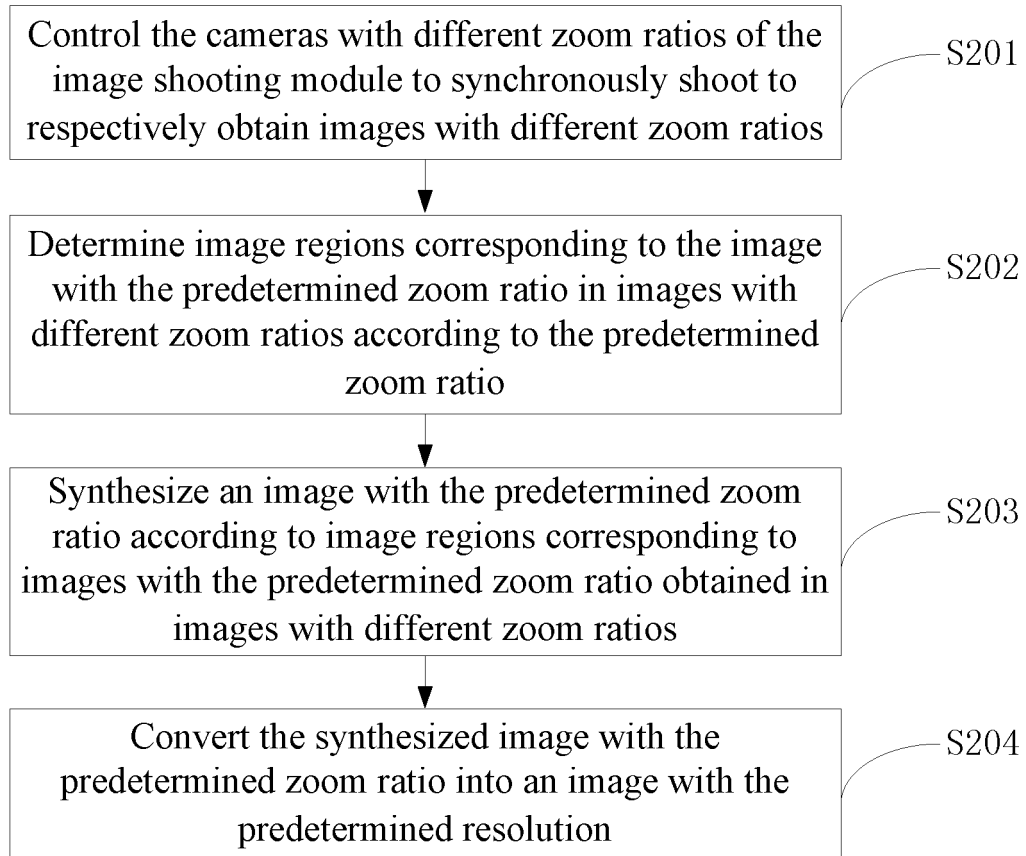 Control the cameras with different zoom ratios of the
image shooting module to synchronously shoot to
respectively obtain images with different zoom ratios
S201
Determine image regions corresponding to the image
with the predetermined zoom ratio in images with
different zoom ratios according to the predetermined
zoom ratio
S202
Synthesize an image with the predetermined zoom
ratio according to image regions corresponding to
images with the predetermined zoom ratio obtained in
images with different zoom ratios
S203
Convert the synthesized image with the
predetermined zoom ratio into an image with the
predetermined resolution
S204